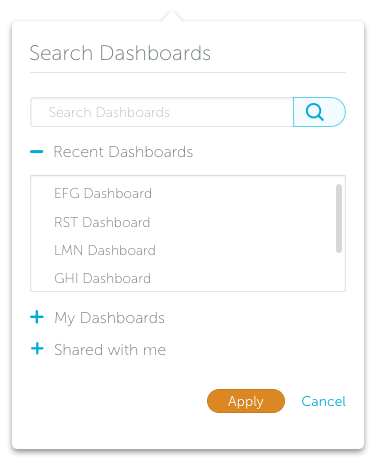 Search Dashboards
Search Dashboards
Recent Dashboards
EFG Dashboard
RST Dashboard
LMN Dashboard
GHI Dashboard
My Dashboards
Shared with me
Apply Cancel